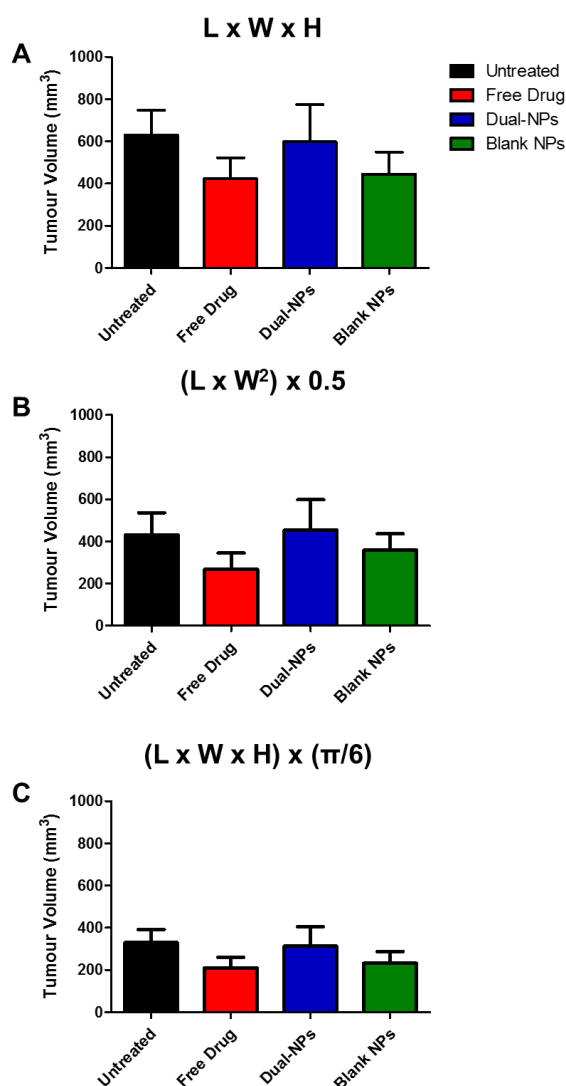 L x W x H
A
Tumour Volume (mm³)
1000
800
600
400
200
0
Untreated
Free Drug
Dual-NPs
Blank NPs
Untreated
Free Drug
Dual-NPs
Blank NPs
(L x W²) x 0.5
B
Tumour Volume (mm³)
1000
800
600
400
200
0
Untreated
Free Drug
Dual-NPs
Blank NPs
(L x W x H) x (π/6)
C
Tumour Volume (mm³)
1000
800
600
400
200
0
Untreated
Free Drug
Dual-NPs
Blank NPs